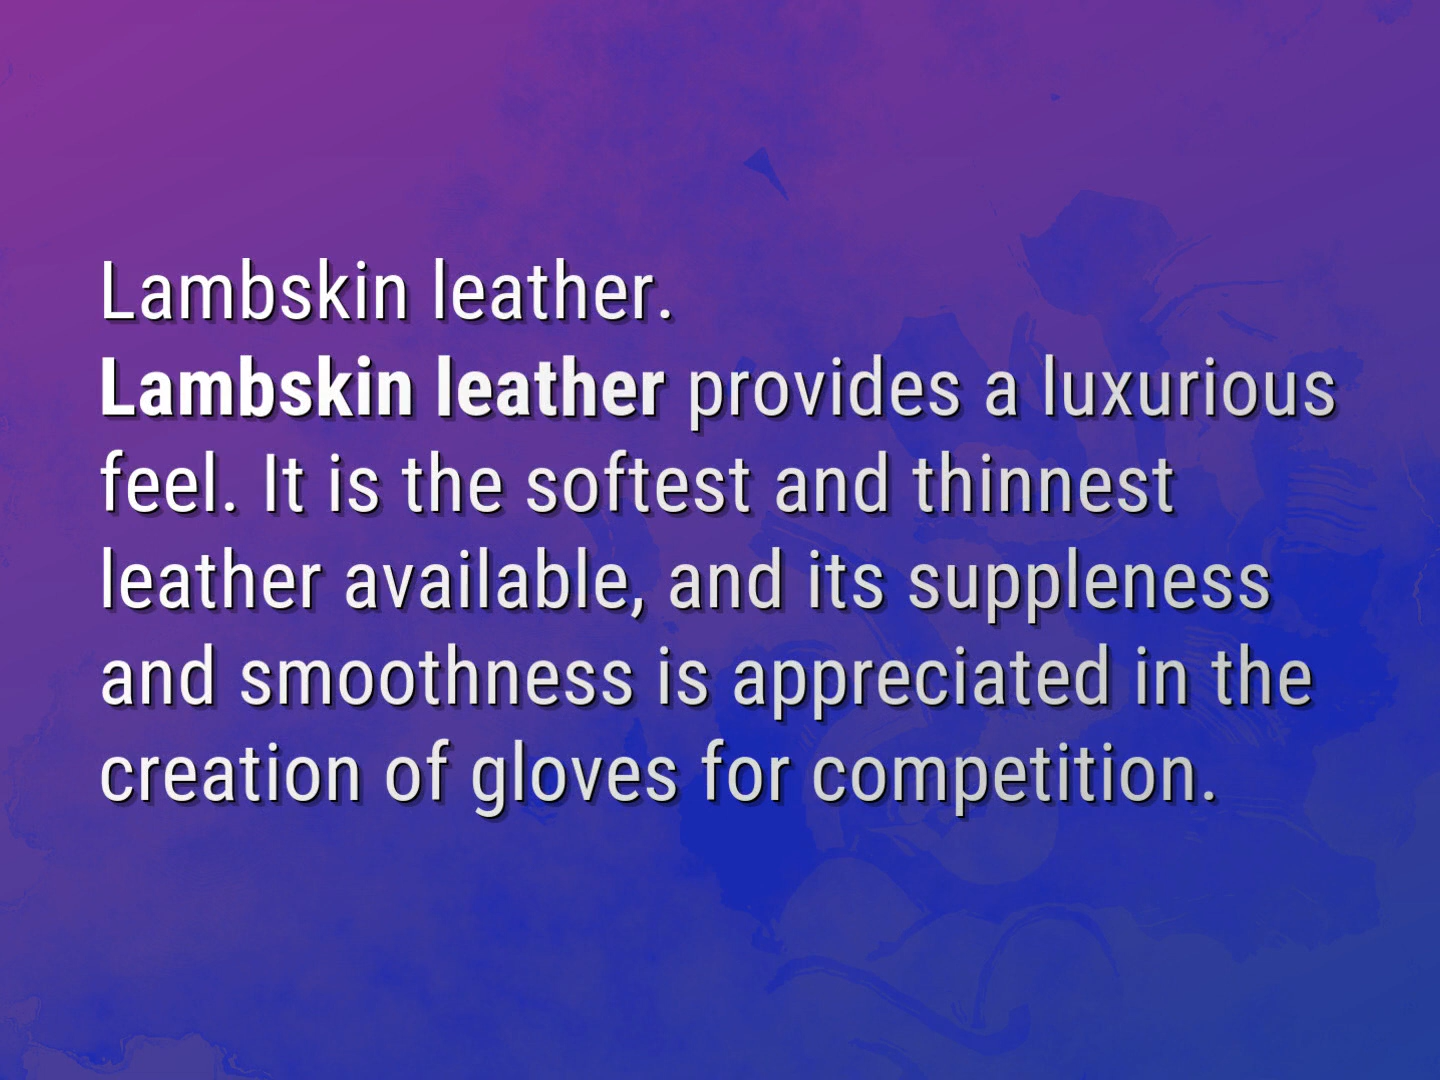 Lambskin leather.
Lambskin leather provides a luxurious
feel. It is the softest and thinnest
leather available, and its suppleness
and smoothness is appreciated in the
creation of gloves for competition.